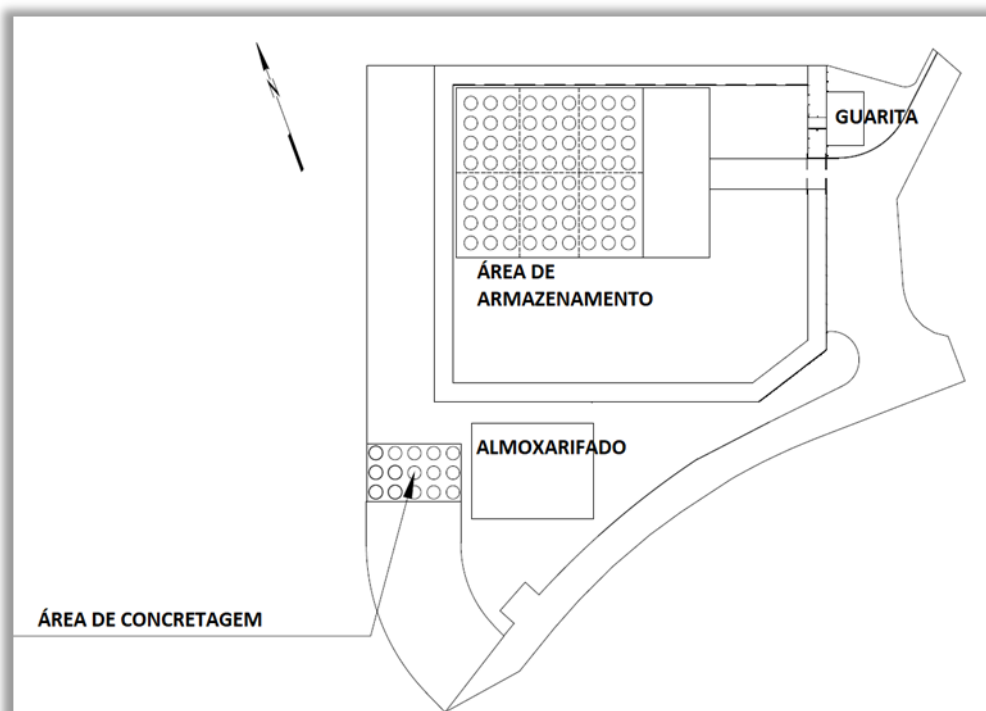 N
GUARITA
ÁREA DE
ARMAZENAMENTO
ALMOXARIFADO
ÁREA DE CONCRETAGEM